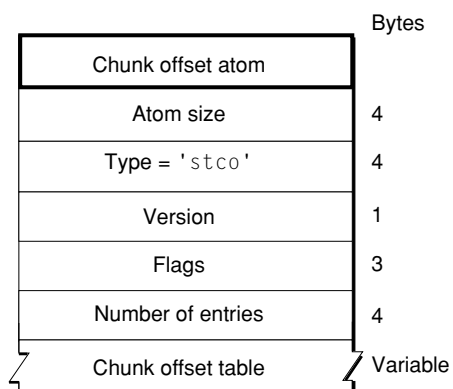 Bytes
Chunk offset atom
Atom size 4
Type = 'stco' 4
Version 1
Flags 3
Number of entries 4
Chunk offset table Variable